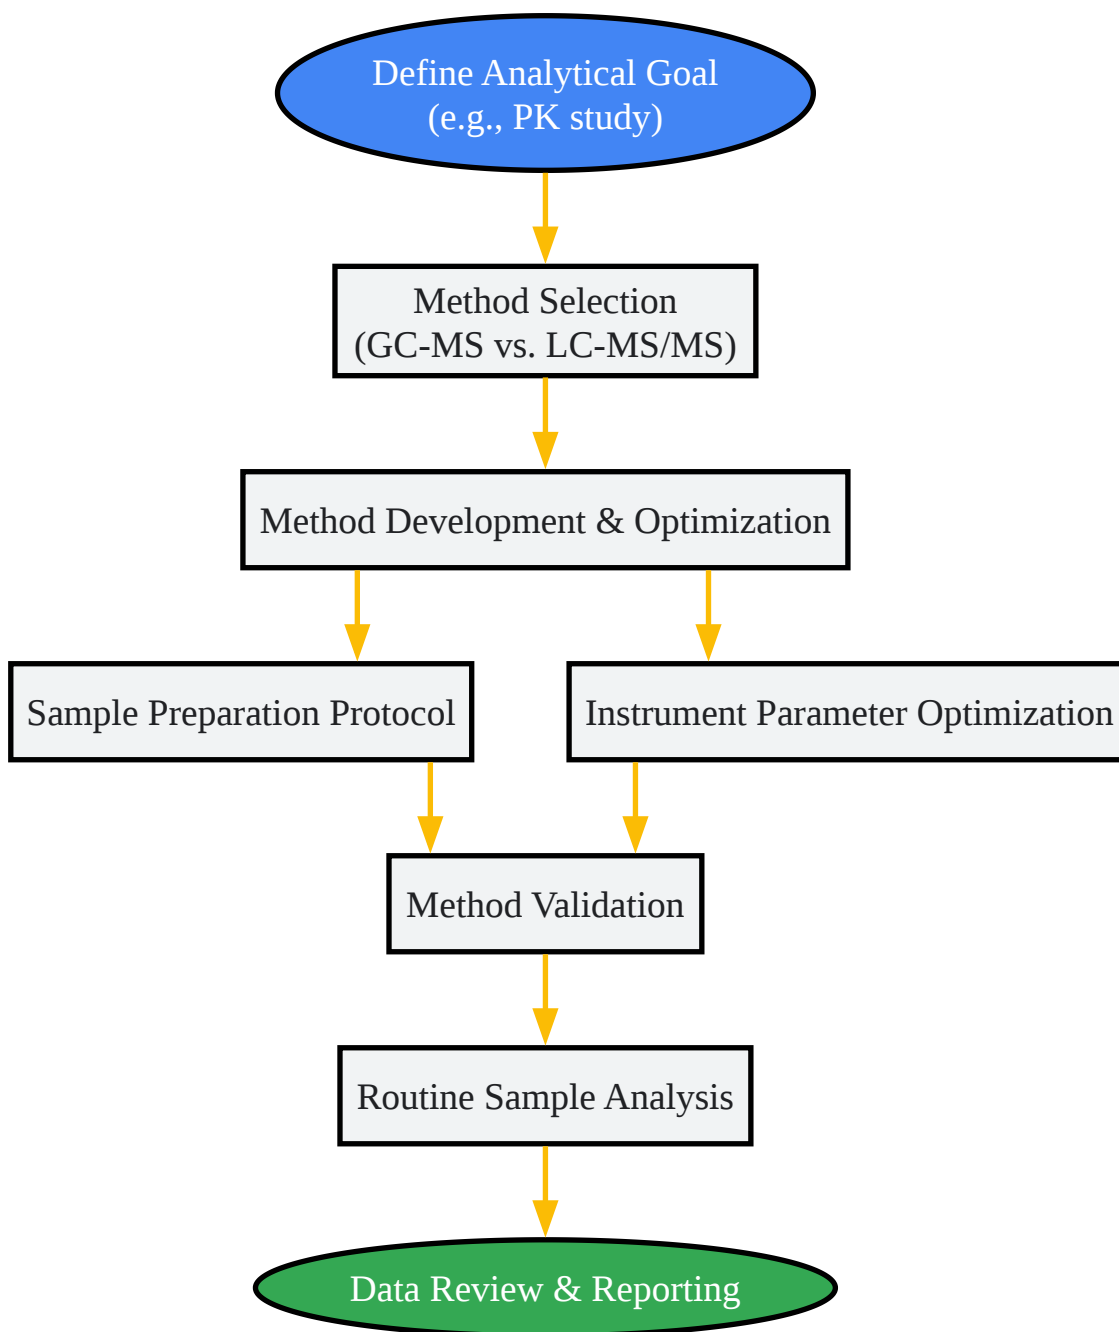 Define Analytical Goal
(e.g., PK study)
Method Selection
(GC-MS vs. LC-MS/MS)
Method Development & Optimization
Sample Preparation Protocol
Instrument Parameter Optimization
Method Validation
Routine Sample Analysis
Data Review & Reporting